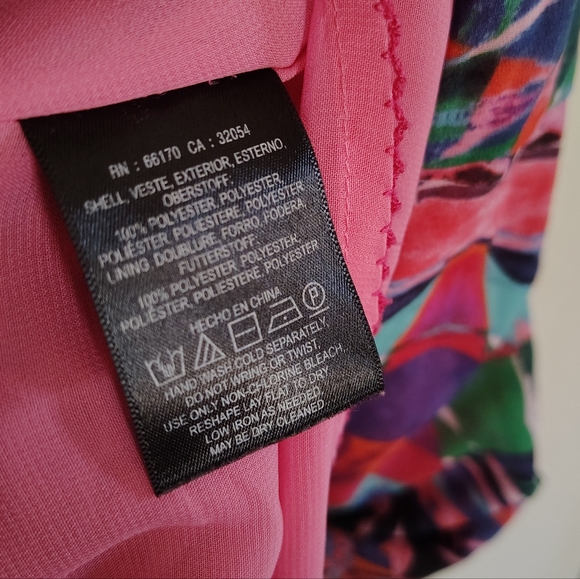 RN : 66170 CA : 32054
SHELL, VESTE, EXTERIOR, ESTERNO,
OBERSTOFF:
100% POLYESTER, POLYESTER,
POLIÉSTER, POLIESTERE, POLYESTER
LINING, DOUBLURE, FORRO, FODERA,
FUTTERSTOFF:
100% POLYESTER, POLYESTER,
POLIÉSTER, POLIESTERE, POLYESTER
HECHO EN CHINA
P
HAND WASH COLD SEPARATELY,
DO NOT WRING OR TWIST,
USE ONLY NON-CHLORINE BLEACH,
RESHAPE LAY FLAT TO DRY
LOW IRON AS NEEDED,
MAY BE DRY CLEANED.